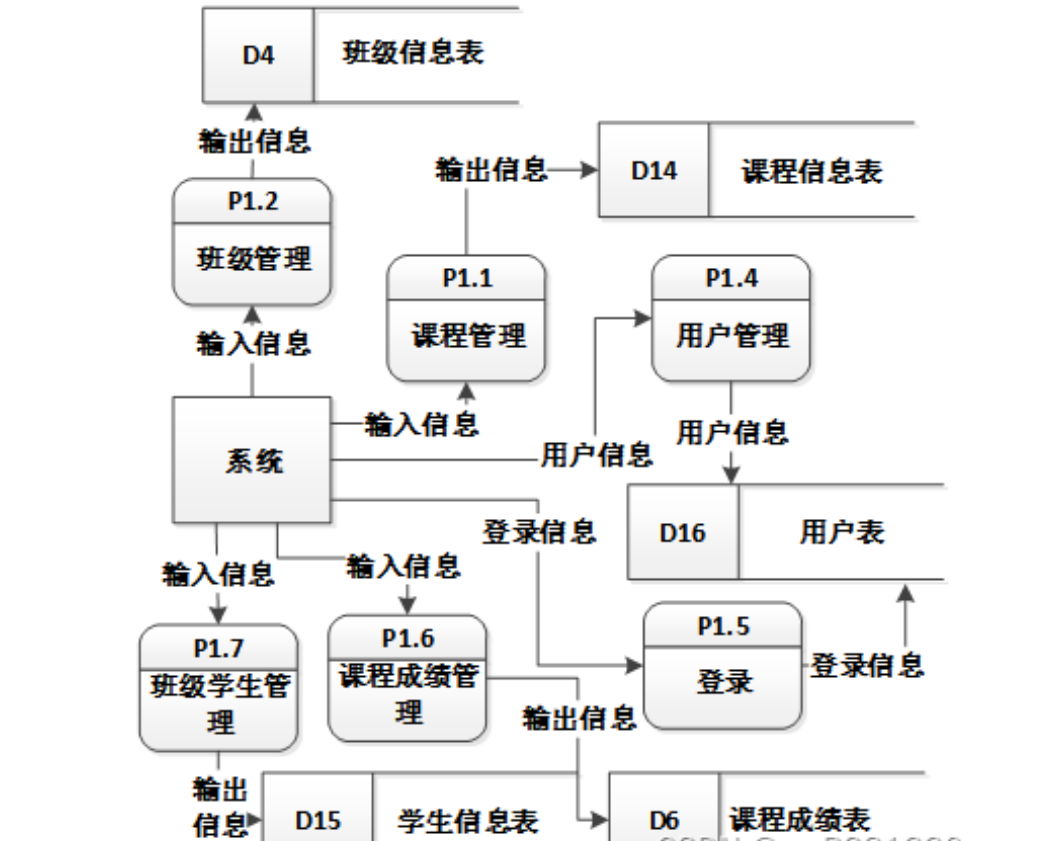 D4
班级信息表
输出信息
输出信息
D14
课程信息表
P1.2
班级管理
P1.1
课程管理
P1.4
用户管理
输入信息
输入信息
用户信息
用户信息
系统
登录信息
D16
用户表
输入信息
输入信息
P1.7
班级学生管
理
P1.6
课程成绩管
理
P1.5
登录
登录信息
输出信息
输出
信息
D15
学生信息表
D6
课程成绩表